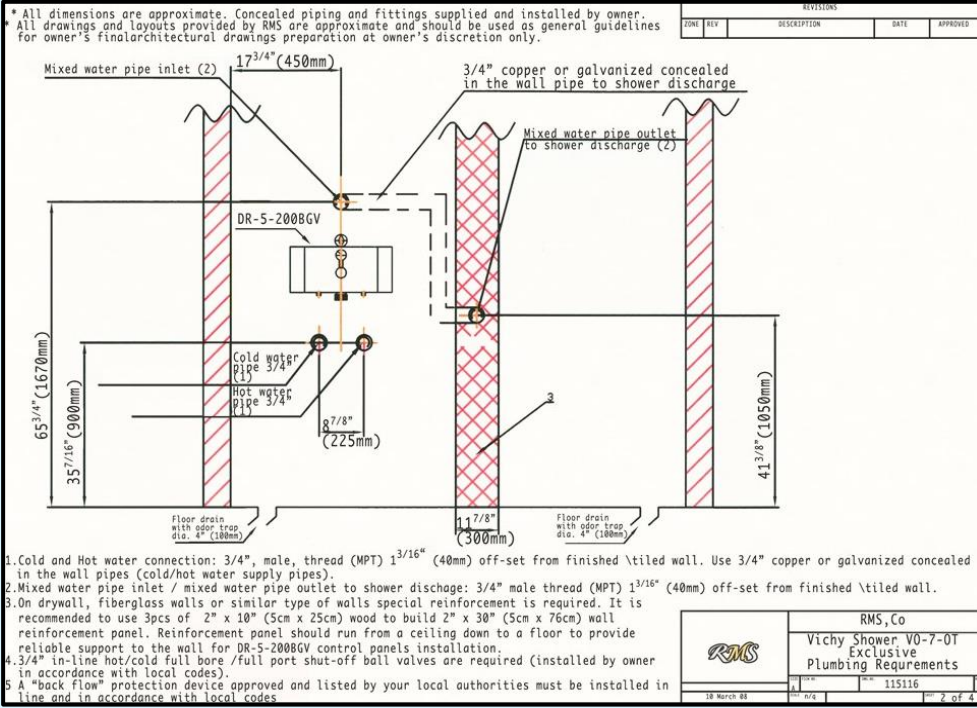 * All dimensions are approximate. Concealed piping and fittings supplied and installed by owner.
* All drawings and layouts provided by RMS are approximate and should be used as general guidelines
for owner's finalarchitectural drawings preparation at owner's discretion only.
REVISIONS
ZONE REV DESCRIPTION DATE APPROVED
17 3/4" (450mm)
Mixed water pipe inlet (2)
3/4" copper or galvanized concealed
in the wall pipe to shower discharge
Mixed water pipe outlet
to shower discharge (2)
DR-5-200BGV
Cold water
pipe 3/4"
(1)
Hot water
pipe 3/4"
(1)
8 7/8"
(225mm)
65 3/4" (1670mm)
35 7/16" (900mm)
3
41 3/8" (1050mm)
11 7/8"
(300mm)
Floor drain
with odor trap
dia. 4" (100mm)
Floor drain
with odor trap
dia. 4" (100mm)
1.Cold and Hot water connection: 3/4", male, thread (MPT) 1 3/16" (40mm) off-set from finished \tiled wall. Use 3/4" copper or galvanized concealed
in the wall pipes (cold/hot water supply pipes).
2.Mixed water pipe inlet / mixed water pipe outlet to shower dischage: 3/4" male thread (MPT) 1 3/16" (40mm) off-set from finished \tiled wall.
3.On drywall, fiberglass walls or similar type of walls special reinforcement is required. It is
recommended to use 3pcs of 2" x 10" (5cm x 25cm) wood to build 2" x 30" (5cm x 76cm) wall
reinforcement panel. Reinforcement panel should run from a ceiling down to a floor to provide
reliable support to the wall for DR-5-200BGV control panels installation.
4.3/4" in-line hot/cold full bore /full port shut-off ball valves are required (installed by owner
in accordance with local codes).
5 A "back flow" protection device approved and listed by your local authorities must be installed in
line and in accordance with local codes
RMS
RMS,Co
Vichy Shower VO-7-OT
Exclusive
Plumbing Requrements
A 115116
10 March 08 n/a 2 of 4